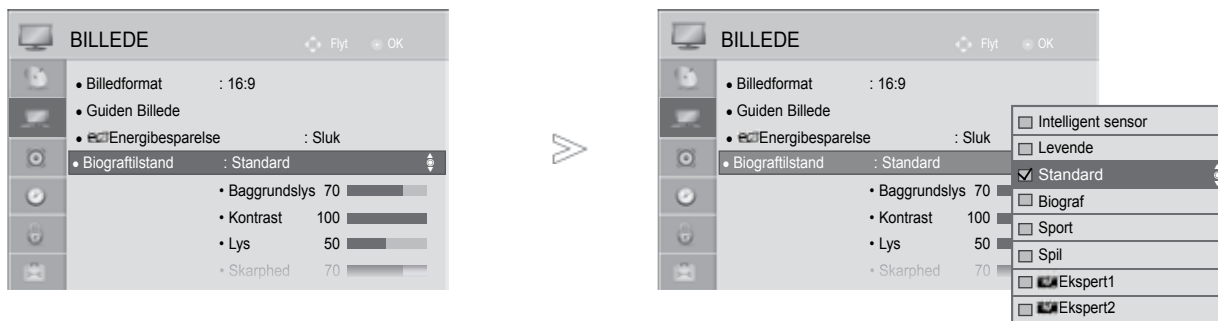 BILLEDE
Flyt OK
• Billedformat : 16:9
• Guiden Billede
• Energibesparelse : Sluk
• Biograftilstand : Standard
• Baggrundslys 70
• Kontrast 100
• Lys 50
• Skarphed 70
>
BILLEDE
Flyt OK
• Billedformat : 16:9
• Guiden Billede
• Energibesparelse : Sluk
• Biograftilstand : Standard
• Baggrundslys 70
• Kontrast 100
• Lys 50
• Skarphed 70
Intelligent sensor
Levende
Standard
Biograf
Sport
Spil
Ekspert1
Ekspert2